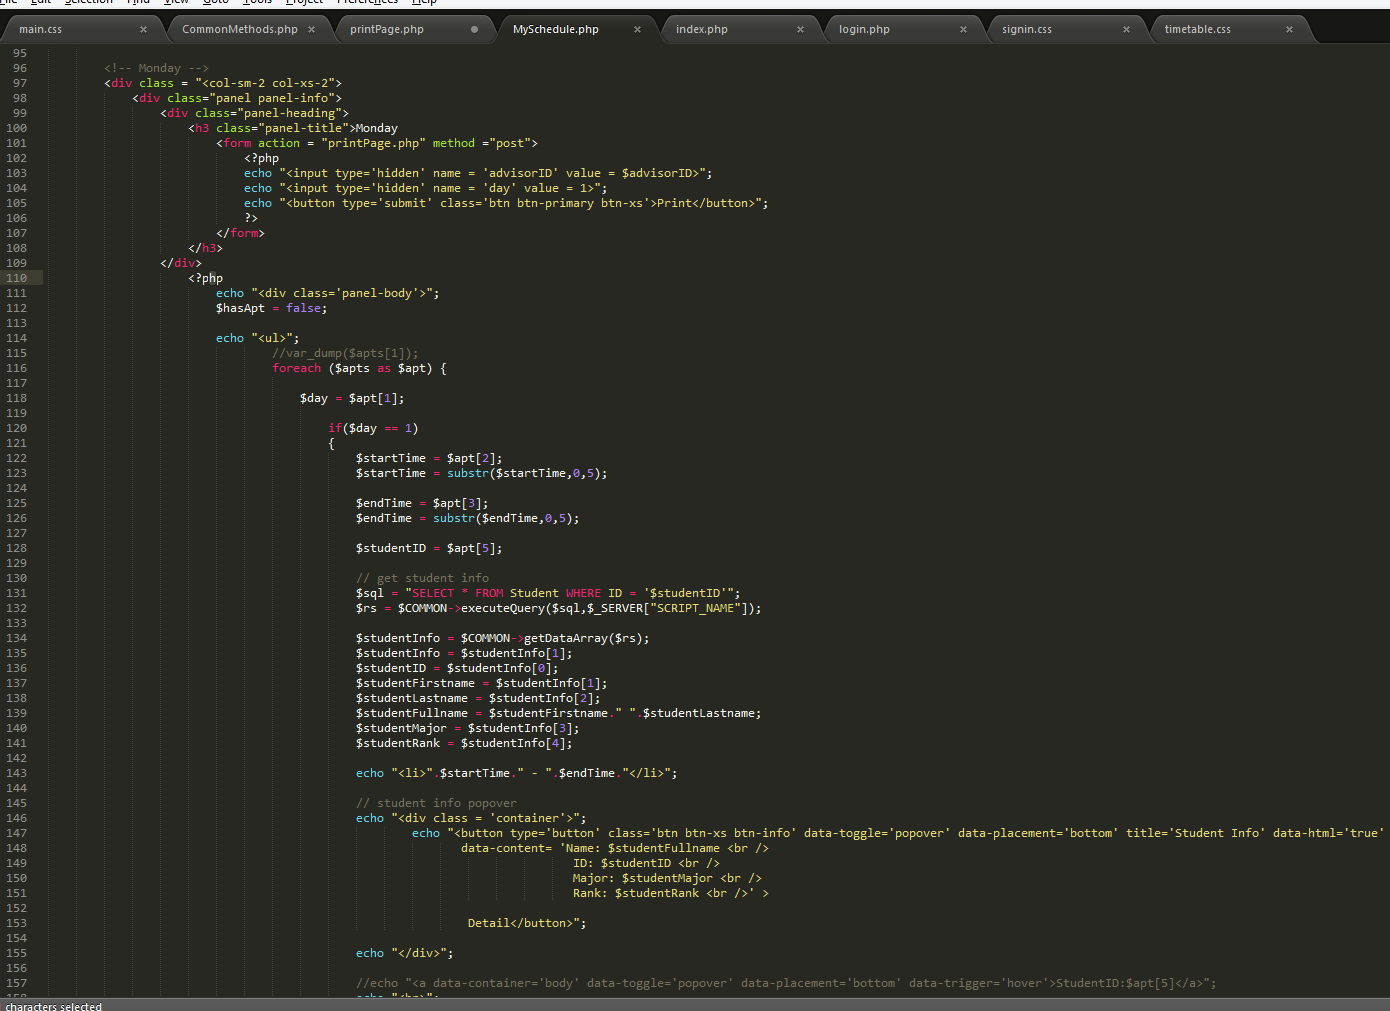 File Edit Selection Find View Goto Tools Project Preferences Help
main.css × CommonMethods.php × printPage.php MySchedule.php × index.php × login.php × signin.css × timetable.css ×
95
96 <!-- Monday -->
97 <div class = "<col-sm-2 col-xs-2">
98 <div class="panel panel-info">
99 <div class="panel-heading">
100 <h3 class="panel-title">Monday
101 <form action = "printPage.php" method ="post">
102 <?php
103 echo "<input type='hidden' name = 'advisorID' value = $advisorID>";
104 echo "<input type='hidden' name = 'day' value = 1>";
105 echo "<button type='submit' class='btn btn-primary btn-xs'>Print</button>";
106 ?>
107 </form>
108 </h3>
109 </div>
110 <?php
111 echo "<div class='panel-body'>";
112 $hasApt = false;
113
114 echo "<ul>";
115 //var_dump($apts[1]);
116 foreach ($apts as $apt) {
117
118 $day = $apt[1];
119
120 if($day == 1)
121 {
122 $startTime = $apt[2];
123 $startTime = substr($startTime,0,5);
124
125 $endTime = $apt[3];
126 $endTime = substr($endTime,0,5);
127
128 $studentID = $apt[5];
129
130 // get student info
131 $sql = "SELECT * FROM Student WHERE ID = '$studentID'";
132 $rs = $COMMON->executeQuery($sql,$_SERVER["SCRIPT_NAME"]);
133
134 $studentInfo = $COMMON->getDataArray($rs);
135 $studentInfo = $studentInfo[1];
136 $studentID = $studentInfo[0];
137 $studentFirstname = $studentInfo[1];
138 $studentLastname = $studentInfo[2];
139 $studentFullname = $studentFirstname." ".$studentLastname;
140 $studentMajor = $studentInfo[3];
141 $studentRank = $studentInfo[4];
142
143 echo "<li>".$startTime." - ".$endTime."</li>";
144
145 // student info popover
146 echo "<div class = 'container'>";
147 echo "<button type='button' class='btn btn-xs btn-info' data-toggle='popover' data-placement='bottom' title='Student Info' data-html='true'
148 data-content= 'Name: $studentFullname <br />
149 ID: $studentID <br />
150 Major: $studentMajor <br />
151 Rank: $studentRank <br />' >
152
153 Detail</button>";
154
155 echo "</div>";
156
157 //echo "<a data-container='body' data-toggle='popover' data-placement='bottom' data-trigger='hover'>StudentID:$apt[5]</a>";
158 echo "<br>";
characters selected